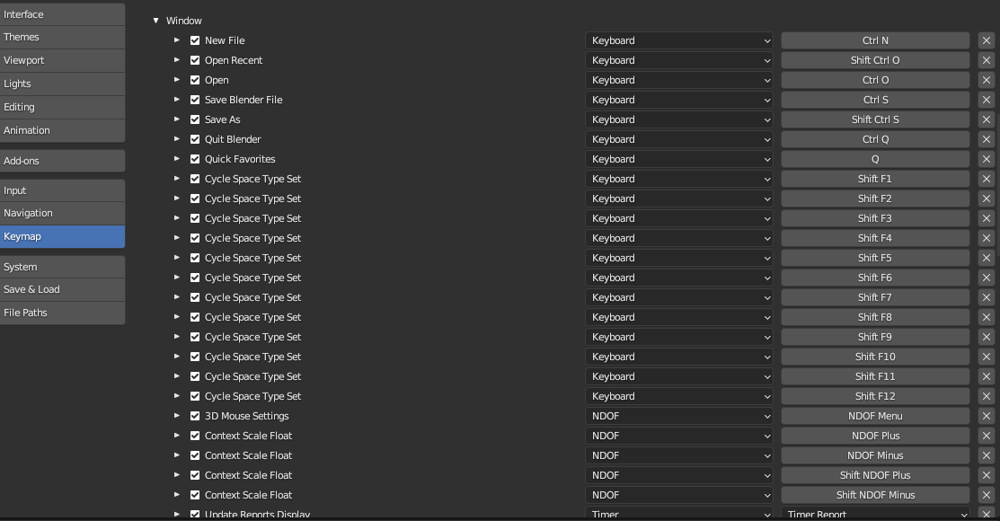 Interface
Themes
Viewport
Lights
Editing
Animation
Add-ons
Input
Navigation
Keymap
System
Save & Load
File Paths
Window
New File Keyboard Ctrl N
Open Recent Keyboard Shift Ctrl O
Open Keyboard Ctrl O
Save Blender File Keyboard Ctrl S
Save As Keyboard Shift Ctrl S
Quit Blender Keyboard Ctrl Q
Quick Favorites Keyboard Q
Cycle Space Type Set Keyboard Shift F1
Cycle Space Type Set Keyboard Shift F2
Cycle Space Type Set Keyboard Shift F3
Cycle Space Type Set Keyboard Shift F4
Cycle Space Type Set Keyboard Shift F5
Cycle Space Type Set Keyboard Shift F6
Cycle Space Type Set Keyboard Shift F7
Cycle Space Type Set Keyboard Shift F8
Cycle Space Type Set Keyboard Shift F9
Cycle Space Type Set Keyboard Shift F10
Cycle Space Type Set Keyboard Shift F11
Cycle Space Type Set Keyboard Shift F12
3D Mouse Settings NDOF NDOF Menu
Context Scale Float NDOF NDOF Plus
Context Scale Float NDOF NDOF Minus
Context Scale Float NDOF Shift NDOF Plus
Context Scale Float NDOF Shift NDOF Minus
Update Reports Display Timer Timer Report